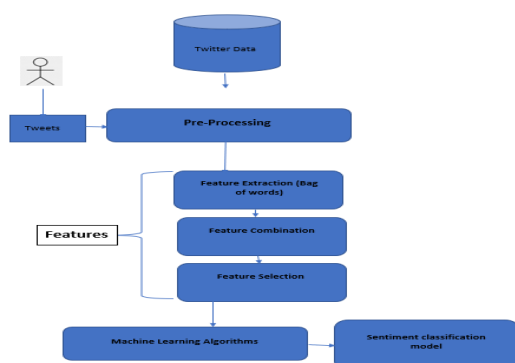 Twitter Data
Tweets
Pre-Processing
Feature Extraction (Bag
of words)
Features
Feature Combination
Feature Selection
Machine Learning Algorithms
Sentiment classification
model